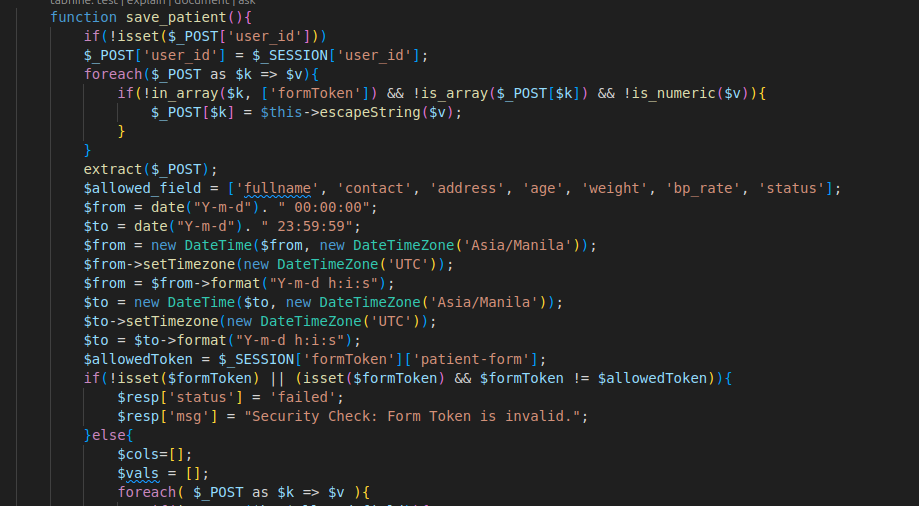 tabnine: test | explain | document | ask
function save_patient(){
if(!isset($_POST['user_id']))
$_POST['user_id'] = $_SESSION['user_id'];
foreach($_POST as $k => $v){
if(!in_array($k, ['formToken']) && !is_array($_POST[$k]) && !is_numeric($v)){
$_POST[$k] = $this->escapeString($v);
}
}
extract($_POST);
$allowed_field = ['fullname', 'contact', 'address', 'age', 'weight', 'bp_rate', 'status'];
$from = date("Y-m-d"). " 00:00:00";
$to = date("Y-m-d"). " 23:59:59";
$from = new DateTime($from, new DateTimeZone('Asia/Manila'));
$from->setTimezone(new DateTimeZone('UTC'));
$from = $from->format("Y-m-d h:i:s");
$to = new DateTime($to, new DateTimeZone('Asia/Manila'));
$to->setTimezone(new DateTimeZone('UTC'));
$to = $to->format("Y-m-d h:i:s");
$allowedToken = $_SESSION['formToken']['patient-form'];
if(!isset($formToken) || (isset($formToken) && $formToken != $allowedToken)){
$resp['status'] = 'failed';
$resp['msg'] = "Security Check: Form Token is invalid.";
}else{
$cols=[];
$vals = [];
foreach( $_POST as $k => $v ){